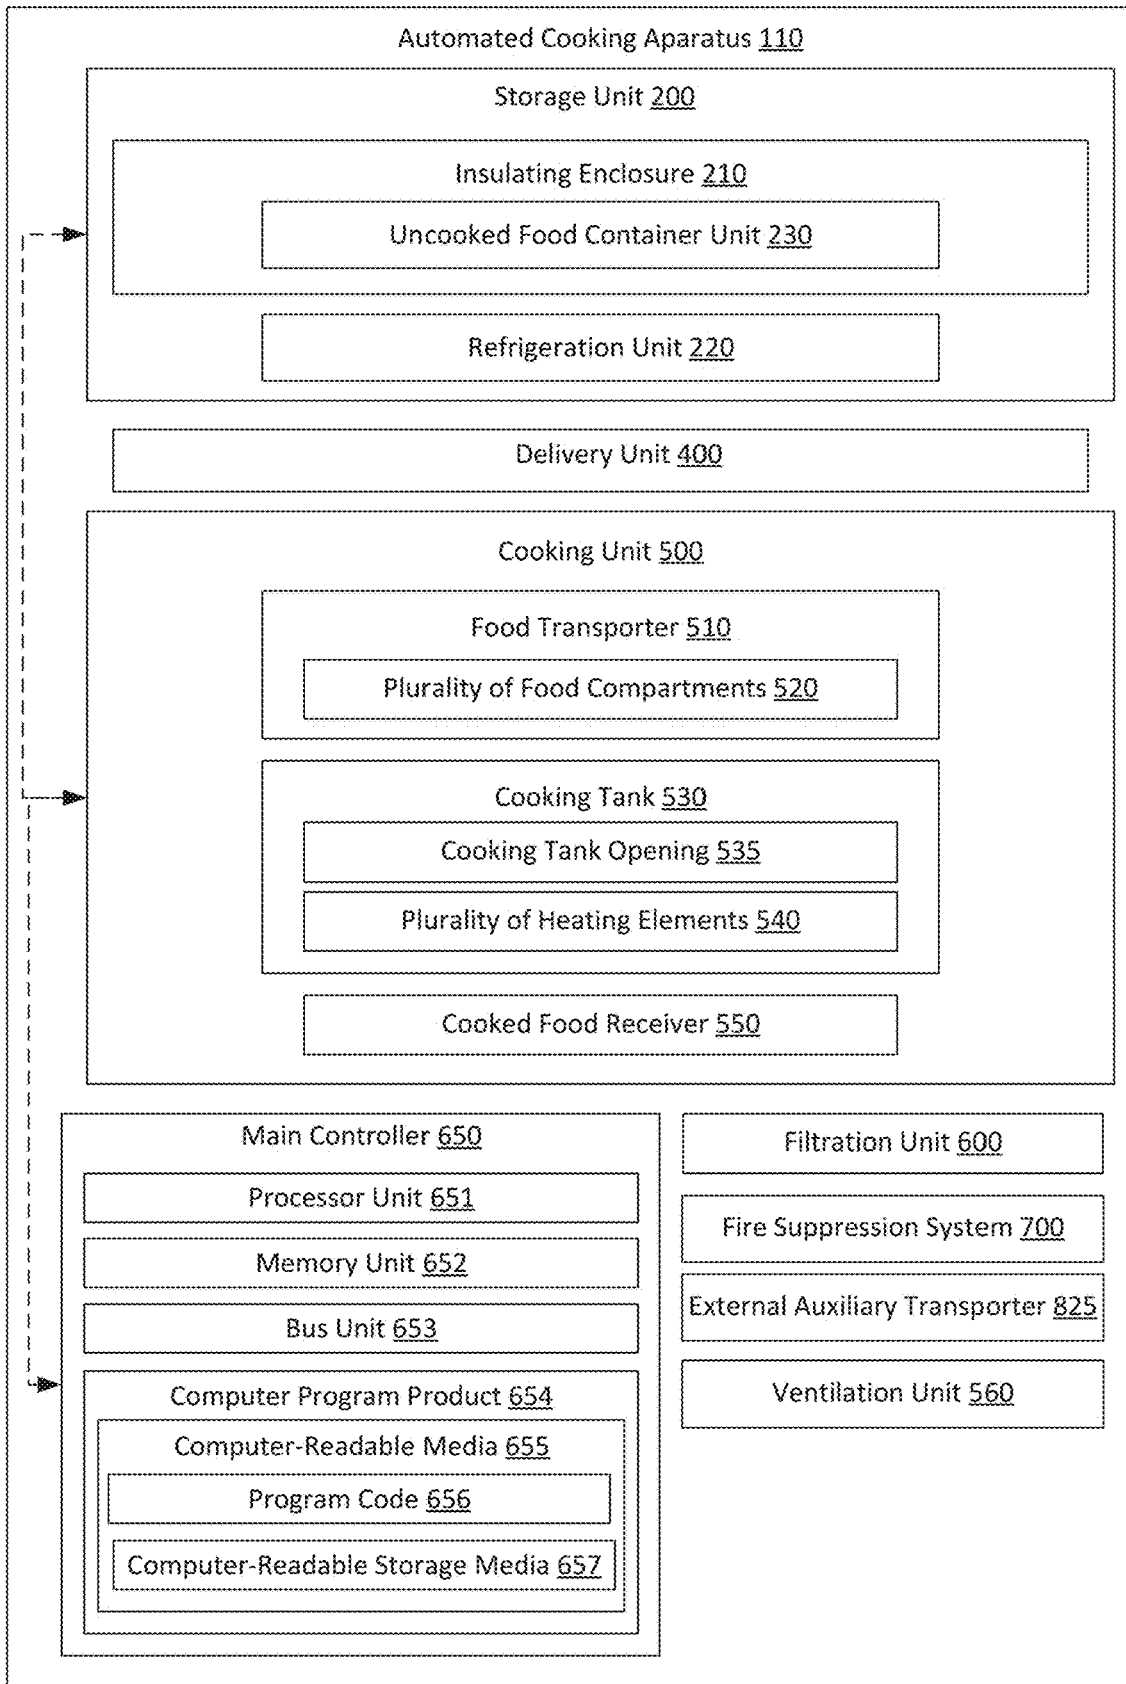 Automated Cooking Apparatus 110
Storage Unit 200
Insulating Enclosure 210
Uncooked Food Container Unit 230
Refrigeration Unit 220
Delivery Unit 400
Cooking Unit 500
Food Transporter 510
Plurality of Food Compartments 520
Cooking Tank 530
Cooking Tank Opening 535
Plurality of Heating Elements 540
Cooked Food Receiver 550
Main Controller 650
Processor Unit 651
Memory Unit 652
Bus Unit 653
Computer Program Product 654
Computer-Readable Media 655
Program Code 656
Computer-Readable Storage Media 657
Filtration Unit 600
Fire Suppression System 700
External Auxiliary Transporter 825
Ventilation Unit 560